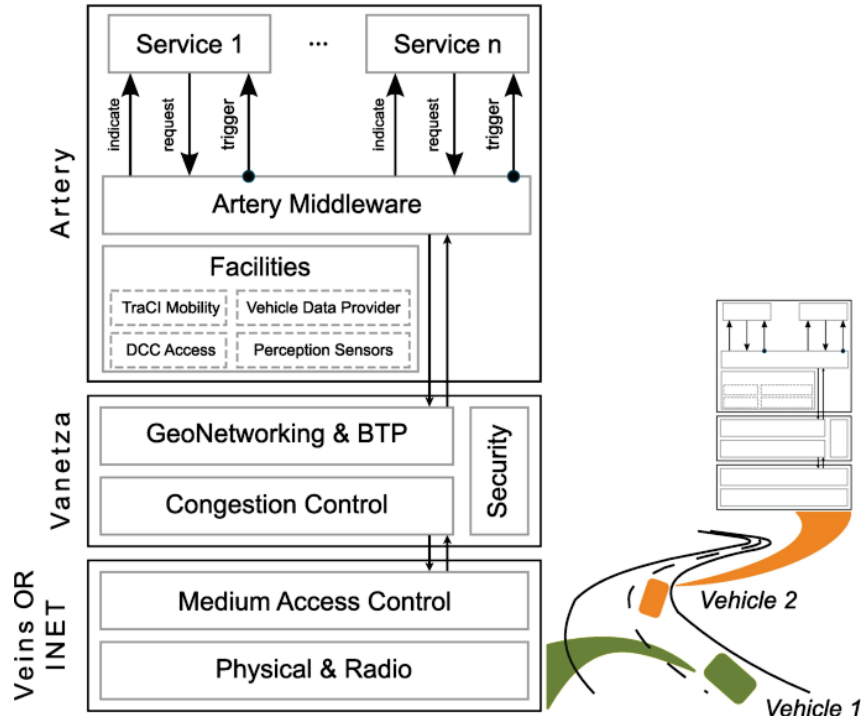 Service 1
...
Service n
indicate
request
trigger
indicate
request
trigger
Artery
Artery Middleware
Facilities
TraCI Mobility
Vehicle Data Provider
DCC Access
Perception Sensors
Vanetza
GeoNetworking & BTP
Congestion Control
Security
Veins OR
INET
Medium Access Control
Physical & Radio
Vehicle 2
Vehicle 1